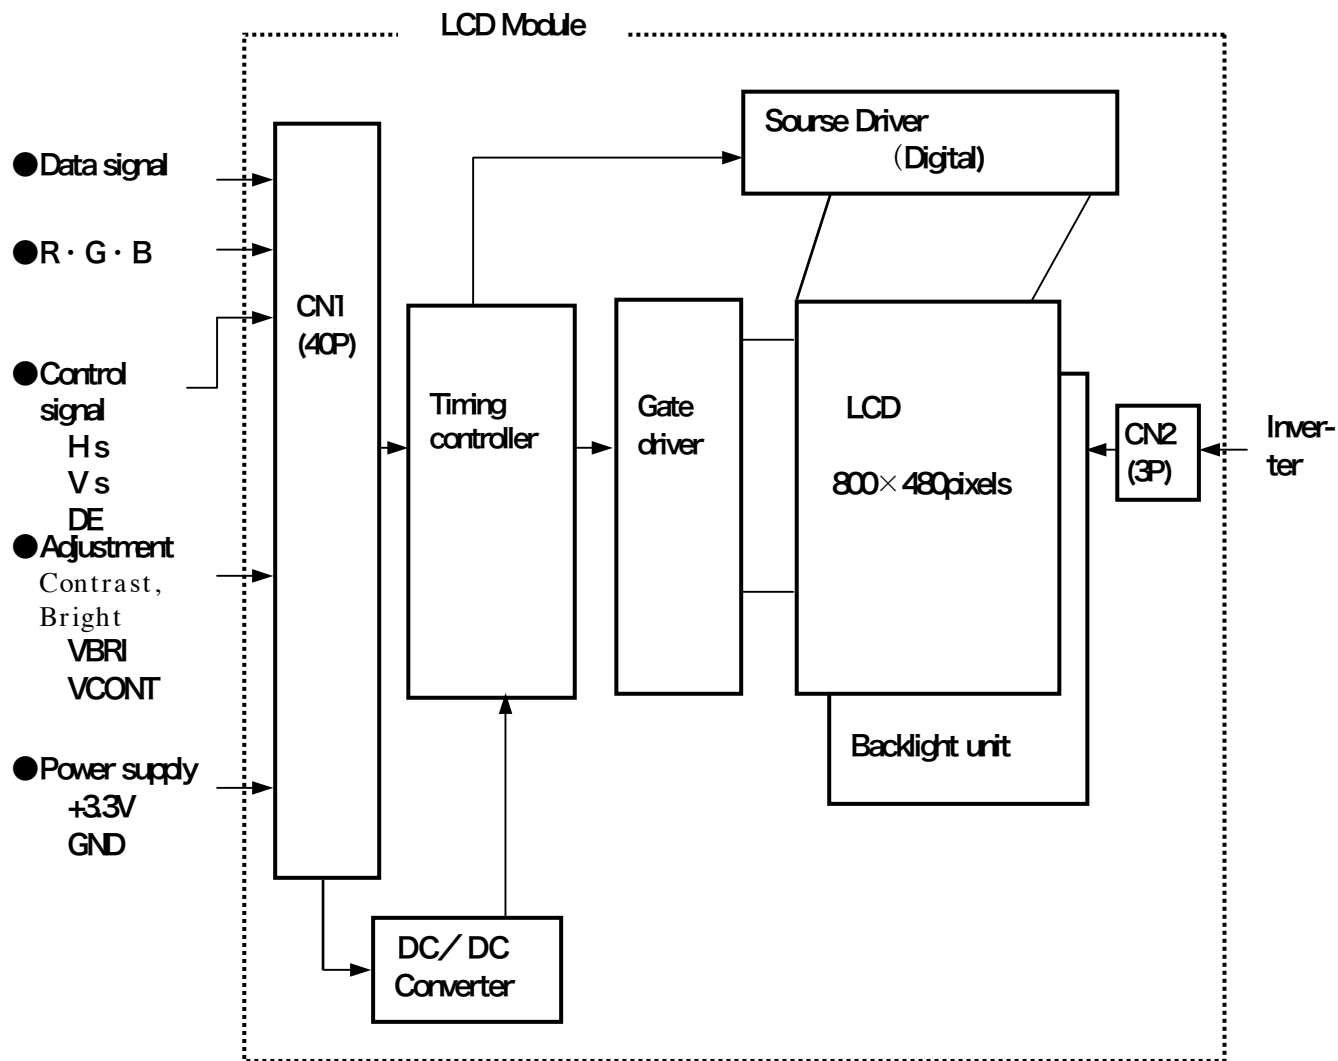 LCD Module
Sourse Driver
(Digital)
●Data signal
●R・G・B
●Control
signal
Hs
Vs
DE
●Adjustment
Contrast,
Bright
VBRI
VCONT
●Power supply
+3.3V
GND
CN1
(40P)
Timing
controller
Gate
driver
LCD
800×480pixels
Backlight unit
CN2
(3P)
Inver-
ter
DC／DC
Converter